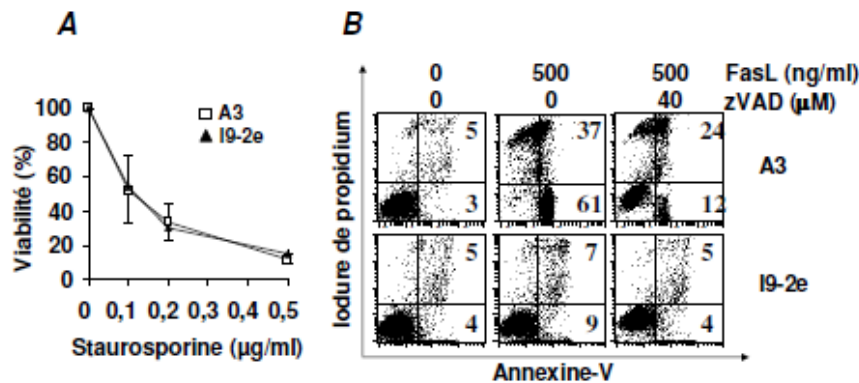 A
100
80
60
40
20
0
Viabilité (%)
A3
I9-2e
0 0,1 0,2 0,3 0,4 0,5
Staurosporine (µg/ml)
B
0 500 500 FasL (ng/ml)
0 0 40 zVAD (µM)
Iodure de propidium
5 37 24
A3
3 61 12
5 7 5
I9-2e
4 9 4
Annexine-V